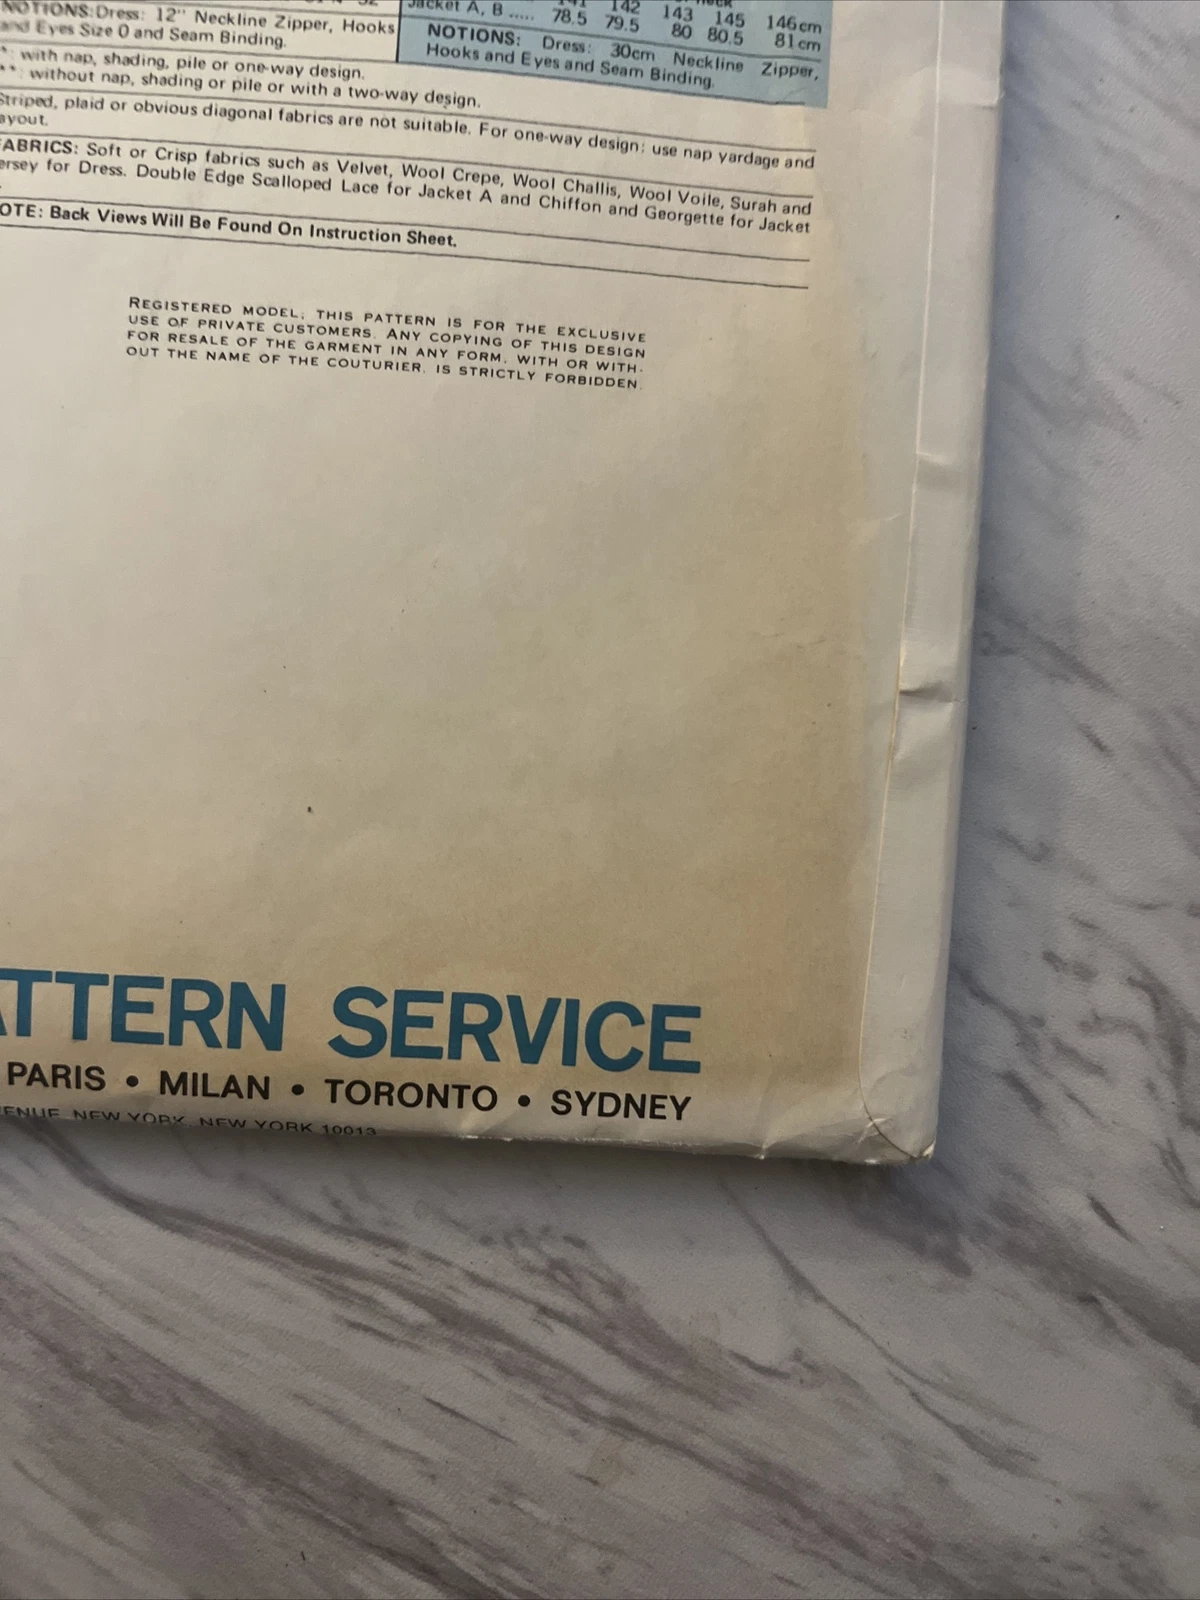 NOTIONS: Dress: 12" Neckline Zipper, Hooks
and Eyes Size 0 and Seam Binding.
Jacket A, B ..... 78.5 79.5 80 80.5 81cm
142 143 145 146cm
NOTIONS: Dress: 30cm Neckline Zipper,
Hooks and Eyes and Seam Binding.
*: with nap, shading, pile or one-way design.
**: without nap, shading or pile or with a two-way design.
Striped, plaid or obvious diagonal fabrics are not suitable. For one-way design: use nap yardage and
ayout.
FABRICS: Soft or Crisp fabrics such as Velvet, Wool Crepe, Wool Challis, Wool Voile, Surah and
ersey for Dress. Double Edge Scalloped Lace for Jacket A and Chiffon and Georgette for Jacket
OTE: Back Views Will Be Found On Instruction Sheet.
REGISTERED MODEL, THIS PATTERN IS FOR THE EXCLUSIVE
USE OF PRIVATE CUSTOMERS. ANY COPYING OF THIS DESIGN
FOR RESALE OF THE GARMENT IN ANY FORM, WITH OR WITH-
OUT THE NAME OF THE COUTURIER, IS STRICTLY FORBIDDEN.
ATTERN SERVICE
PARIS • MILAN • TORONTO • SYDNEY
ENUE, NEW YORK, NEW YORK 10013